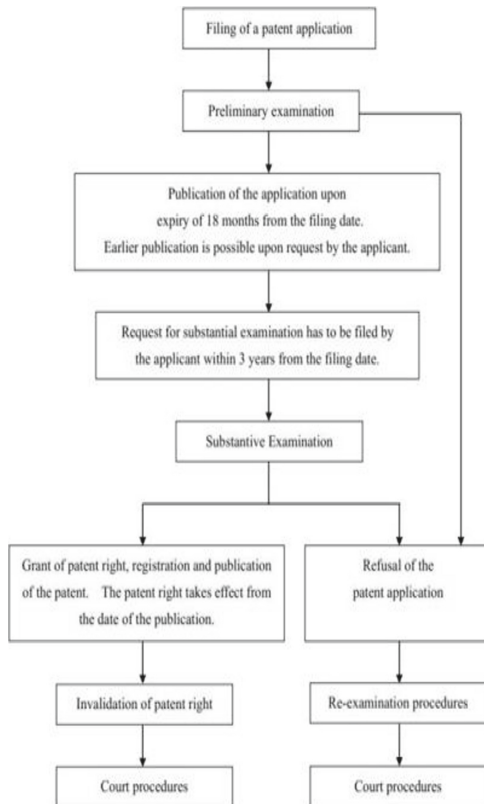 Filing of a patent application
Preliminary examination
Publication of the application upon
expiry of 18 months from the filing date.
Earlier publication is possible upon request by the applicant.
Request for substantial examination has to be filed by
the applicant within 3 years from the filing date.
Substantive Examination
Grant of patent right, registration and publication
of the patent. The patent right takes effect from
the date of the publication.
Refusal of the
patent application
Invalidation of patent right
Re-examination procedures
Court procedures
Court procedures